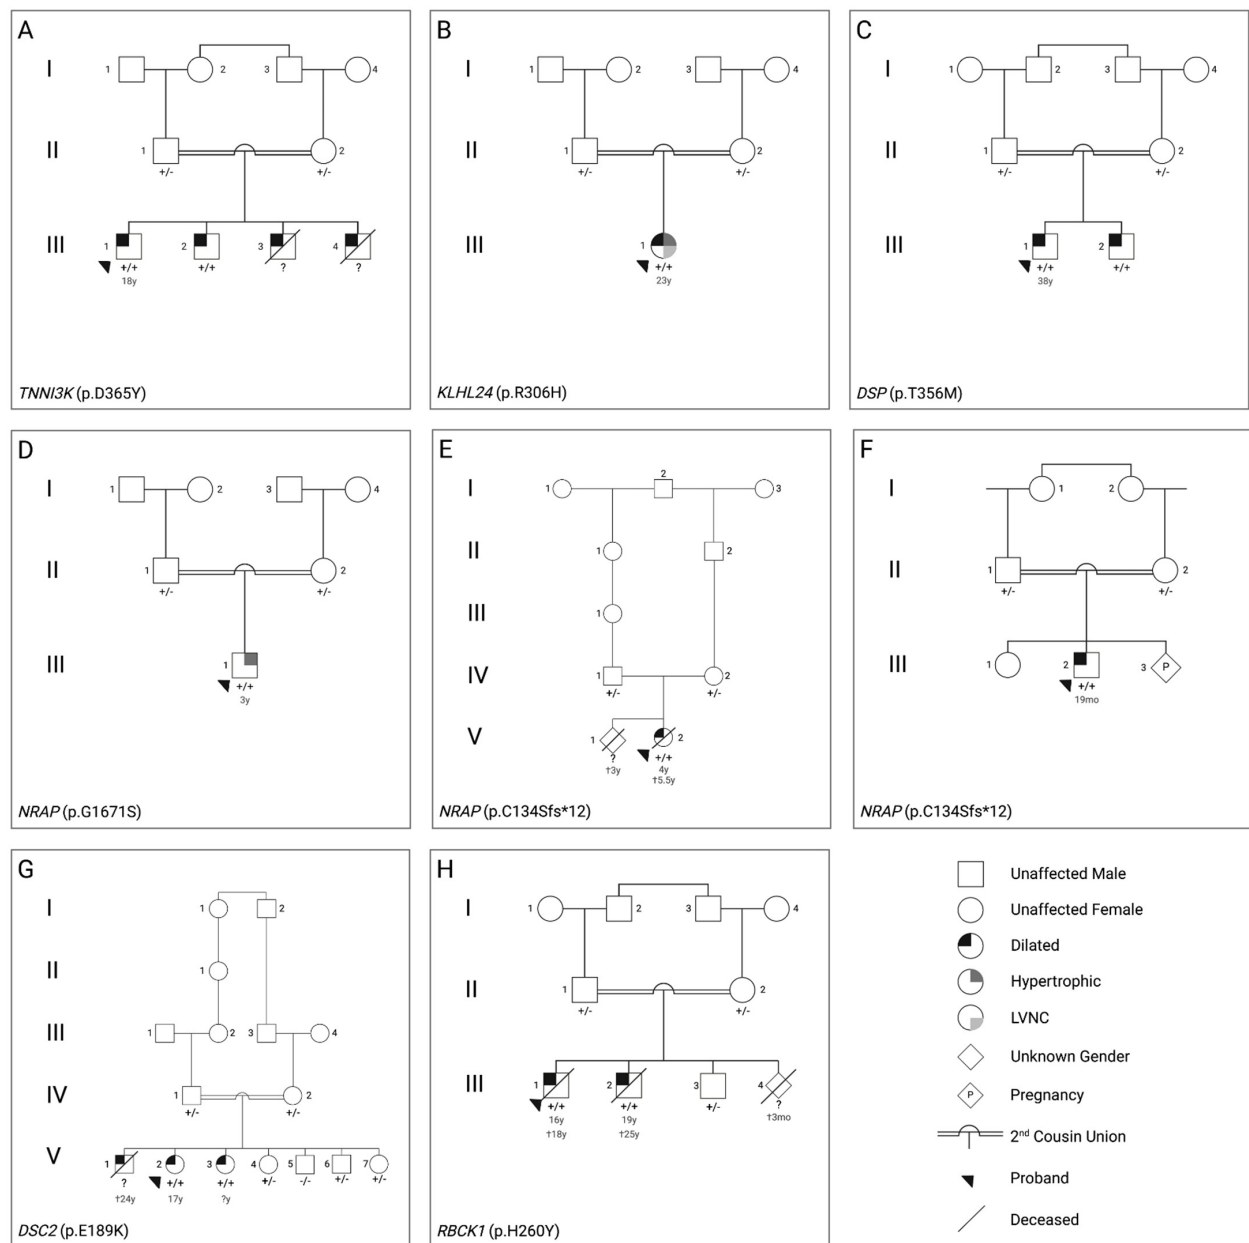 A
I
1
2
3
4
II
1
2
+/-
+/-
III
1
2
3
4
+/+
+/+
?
?
18y
TNNI3K (p.D365Y)
B
I
1
2
3
4
II
1
2
+/-
+/-
III
1
+/+
23y
KLHL24 (p.R306H)
C
I
1
2
3
4
II
1
2
+/-
+/-
III
1
2
+/+
+/+
38y
DSP (p.T356M)
D
I
1
2
3
4
II
1
2
+/-
+/-
III
1
+/+
3y
NRAP (p.G1671S)
E
I
1
2
3
II
1
2
III
1
IV
1
2
+/-
+/-
V
1
2
?
+/+
†3y
4y
†5.5y
NRAP (p.C134Sfs*12)
F
I
1
2
II
1
2
+/-
+/-
III
1
2
3
P
+/+
19mo
NRAP (p.C134Sfs*12)
G
I
1
2
II
1
III
1
2
3
4
IV
1
2
+/-
+/-
V
1
2
3
4
5
6
7
?
+/+
+/+
+/-
-/-
+/-
+/-
†24y
17y
?y
DSC2 (p.E189K)
H
I
1
2
3
4
II
1
2
+/-
+/-
III
1
2
3
4
+/+
+/+
+/-
?
16y
19y
†3mo
†18y
†25y
RBCK1 (p.H260Y)
Unaffected Male
Unaffected Female
Dilated
Hypertrophic
LVNC
Unknown Gender
P
Pregnancy
2nd Cousin Union
Proband
Deceased